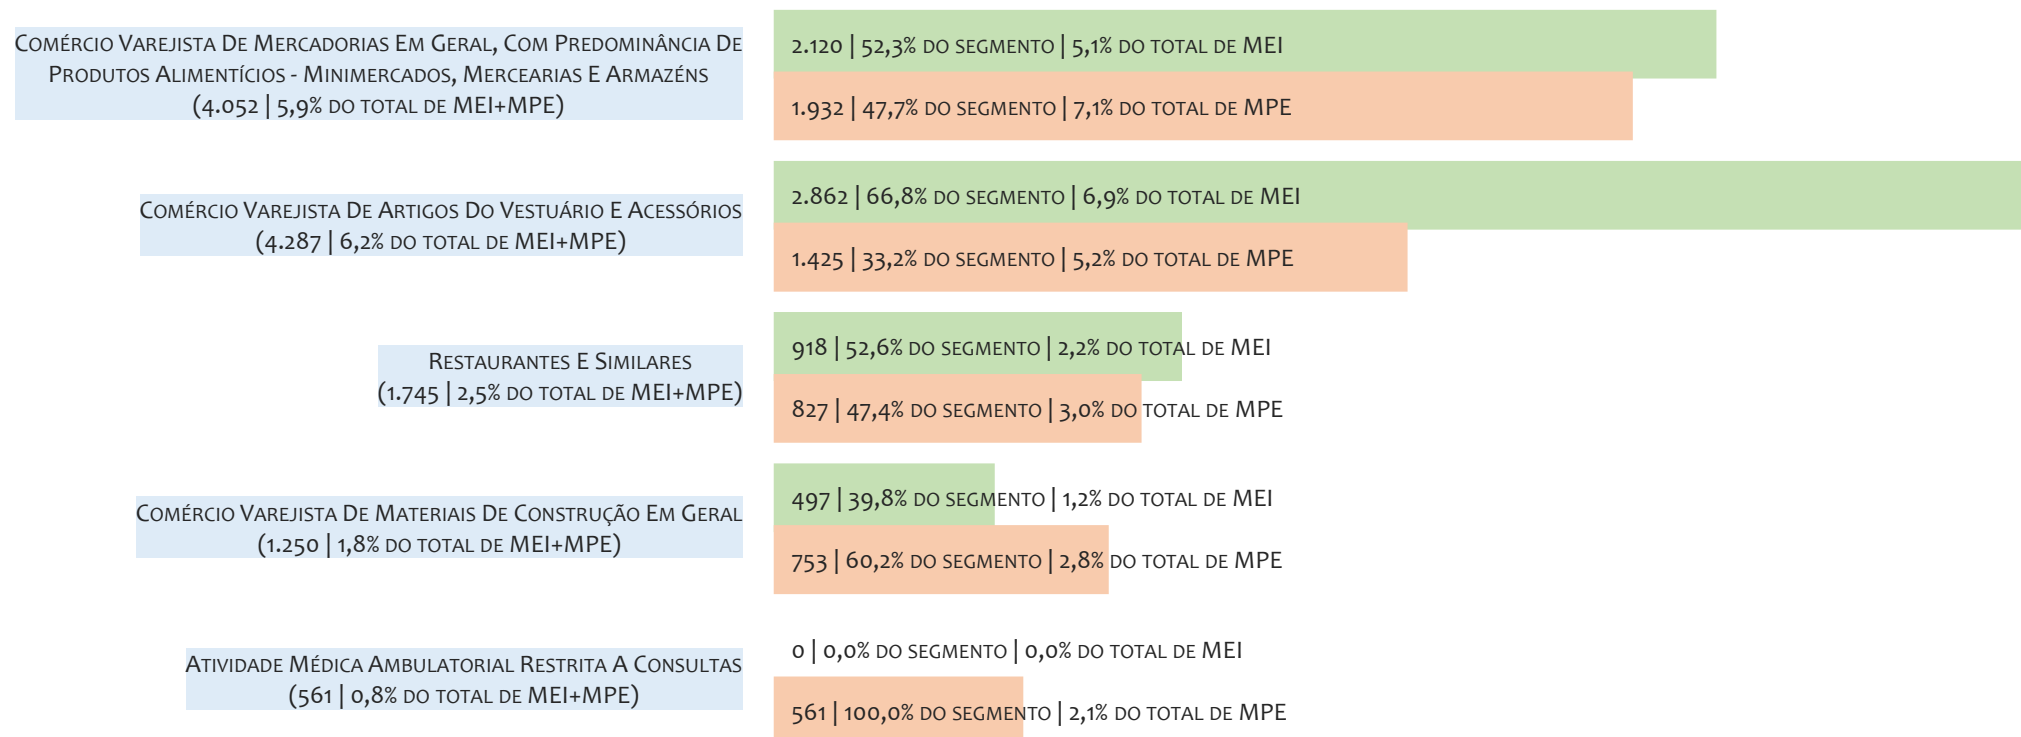 Comércio Varejista De Mercadorias Em Geral, Com Predominância De
Produtos Alimentícios - Minimercados, Mercearias E Armazéns
(4.052 | 5,9% do total de MEI+MPE)
2.120 | 52,3% do segmento | 5,1% do total de MEI
1.932 | 47,7% do segmento | 7,1% do total de MPE
Comércio Varejista De Artigos Do Vestuário E Acessórios
(4.287 | 6,2% do total de MEI+MPE)
2.862 | 66,8% do segmento | 6,9% do total de MEI
1.425 | 33,2% do segmento | 5,2% do total de MPE
Restaurantes E Similares
(1.745 | 2,5% do total de MEI+MPE)
918 | 52,6% do segmento | 2,2% do total de MEI
827 | 47,4% do segmento | 3,0% do total de MPE
Comércio Varejista De Materiais De Construção Em Geral
(1.250 | 1,8% do total de MEI+MPE)
497 | 39,8% do segmento | 1,2% do total de MEI
753 | 60,2% do segmento | 2,8% do total de MPE
Atividade Médica Ambulatorial Restrita A Consultas
(561 | 0,8% do total de MEI+MPE)
0 | 0,0% do segmento | 0,0% do total de MEI
561 | 100,0% do segmento | 2,1% do total de MPE